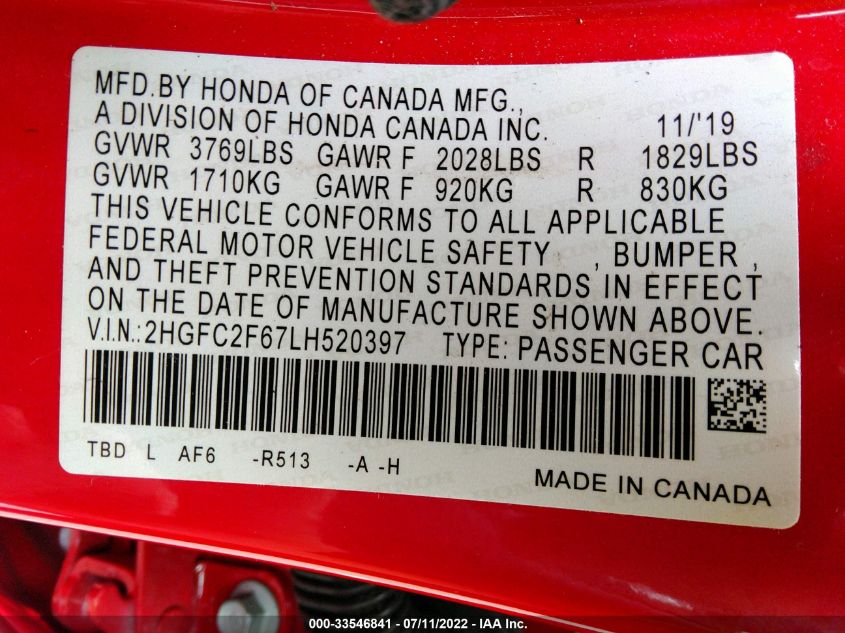 MFD.BY HONDA OF CANADA MFG.,
A DIVISION OF HONDA CANADA INC. 11/'19
GVWR 3769LBS GAWR F 2028LBS R 1829LBS
GVWR 1710KG GAWR F 920KG R 830KG
THIS VEHICLE CONFORMS TO ALL APPLICABLE
FEDERAL MOTOR VEHICLE SAFETY , BUMPER ,
AND THEFT PREVENTION STANDARDS IN EFFECT
ON THE DATE OF MANUFACTURE SHOWN ABOVE.
V.I.N.:2HGFC2F67LH520397 TYPE: PASSENGER CAR
TBD L AF6 -R513 -A -H
MADE IN CANADA
000-33546841 - 07/11/2022 - IAA Inc.